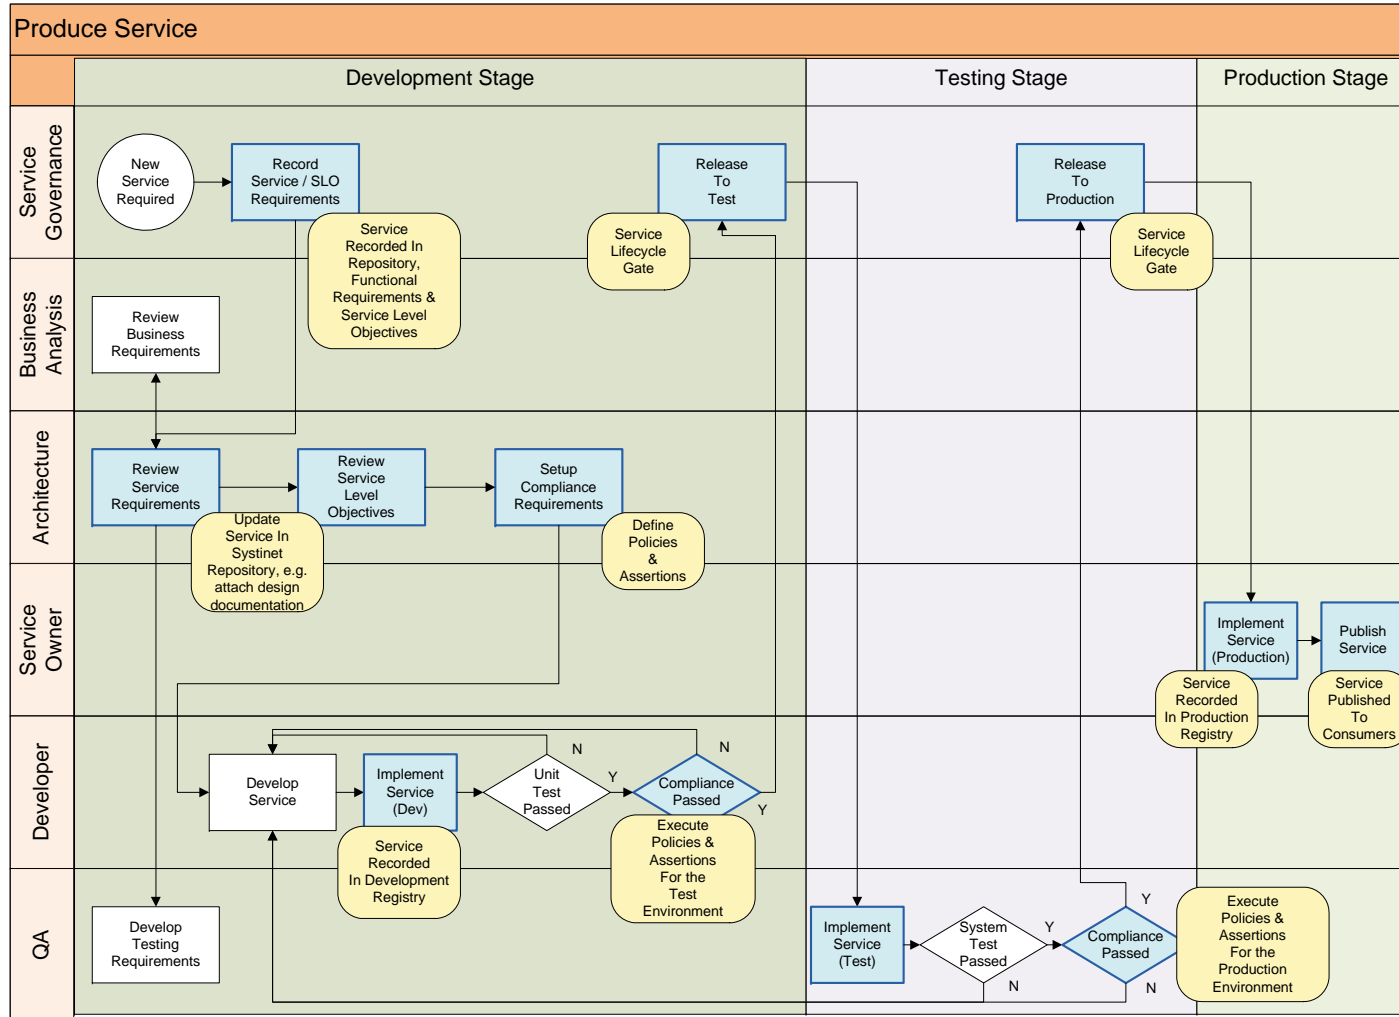 Produce Service
Development Stage
Testing Stage
Production Stage
Service
Governance
New
Service
Required
Record
Service / SLO
Requirements
Service
Recorded In
Repository,
Functional
Requirements &
Service Level
Objectives
Release
To
Test
Service
Lifecycle
Gate
Release
To
Production
Service
Lifecycle
Gate
Business
Analysis
Review
Business
Requirements
Architecture
Review
Service
Requirements
Update
Service In
Systinet
Repository, e.g.
attach design
documentation
Review
Service
Level
Objectives
Setup
Compliance
Requirements
Define
Policies
&
Assertions
Service
Owner
Implement
Service
(Production)
Service
Recorded
In Production
Registry
Publish
Service
Service
Published
To
Consumers
Developer
Develop
Service
Implement
Service
(Dev)
Service
Recorded
In Development
Registry
Unit
Test
Passed
N
Y
Compliance
Passed
N
Y
Execute
Policies &
Assertions
For the
Test
Environment
QA
Develop
Testing
Requirements
Implement
Service
(Test)
System
Test
Passed
Y
N
Compliance
Passed
Y
N
Execute
Policies &
Assertions
For the
Production
Environment